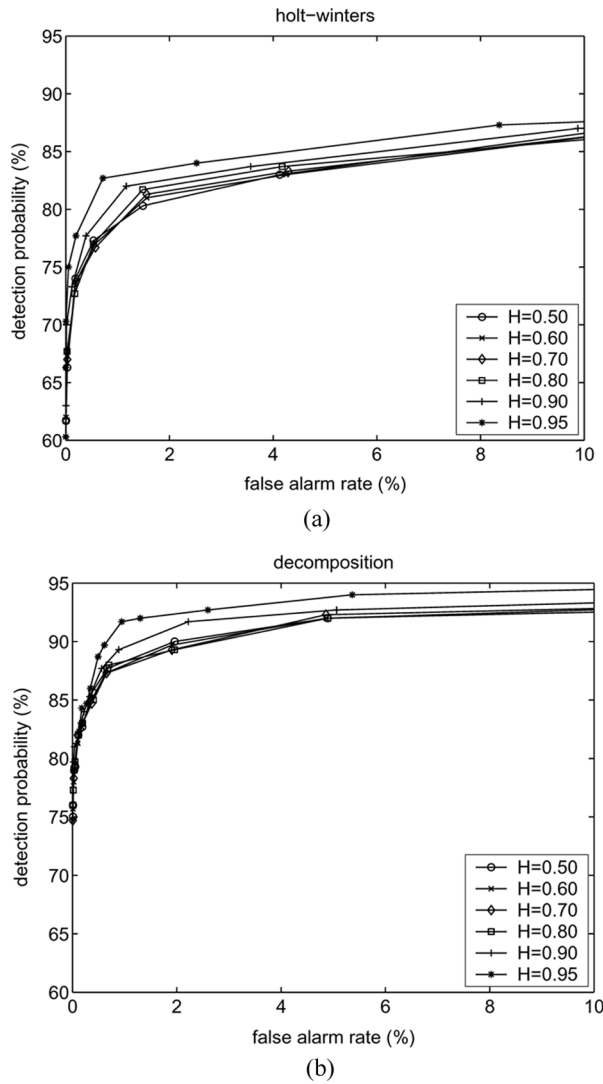 holt-winters
95
90
85
80
75
70
65
60
detection probability (%)
H=0.50
H=0.60
H=0.70
H=0.80
H=0.90
H=0.95
0 2 4 6 8 10
false alarm rate (%)
(a)
decomposition
95
90
85
80
75
70
65
60
detection probability (%)
H=0.50
H=0.60
H=0.70
H=0.80
H=0.90
H=0.95
0 2 4 6 8 10
false alarm rate (%)
(b)